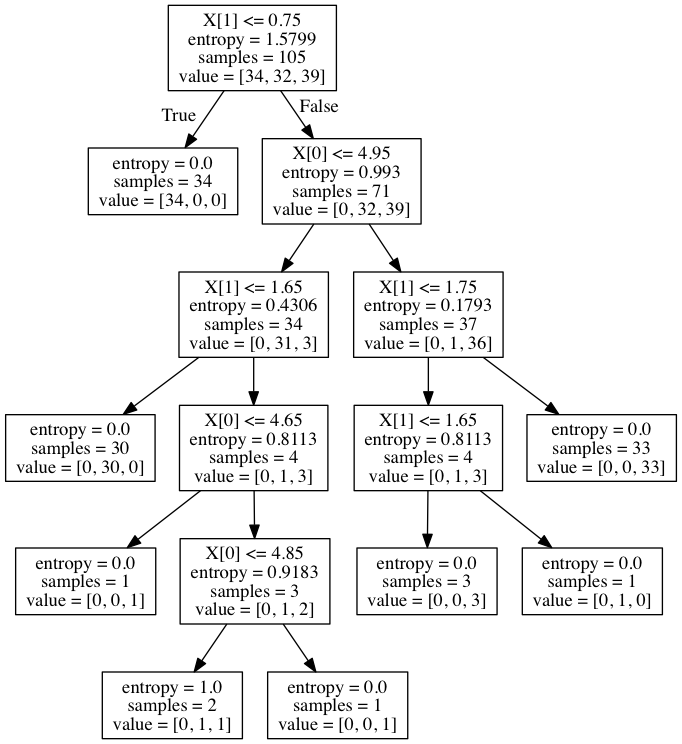 X[1] <= 0.75
entropy = 1.5799
samples = 105
value = [34, 32, 39]
True
False
entropy = 0.0
samples = 34
value = [34, 0, 0]
X[0] <= 4.95
entropy = 0.993
samples = 71
value = [0, 32, 39]
X[1] <= 1.65
entropy = 0.4306
samples = 34
value = [0, 31, 3]
X[1] <= 1.75
entropy = 0.1793
samples = 37
value = [0, 1, 36]
entropy = 0.0
samples = 30
value = [0, 30, 0]
X[0] <= 4.65
entropy = 0.8113
samples = 4
value = [0, 1, 3]
X[1] <= 1.65
entropy = 0.8113
samples = 4
value = [0, 1, 3]
entropy = 0.0
samples = 33
value = [0, 0, 33]
entropy = 0.0
samples = 1
value = [0, 0, 1]
X[0] <= 4.85
entropy = 0.9183
samples = 3
value = [0, 1, 2]
entropy = 0.0
samples = 3
value = [0, 0, 3]
entropy = 0.0
samples = 1
value = [0, 1, 0]
entropy = 1.0
samples = 2
value = [0, 1, 1]
entropy = 0.0
samples = 1
value = [0, 0, 1]